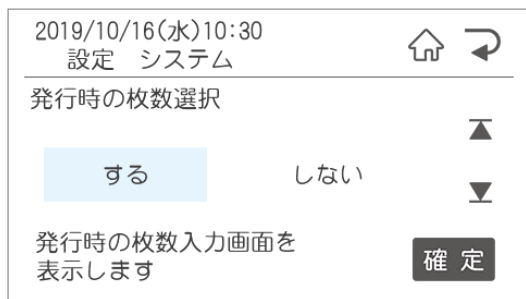 2019/10/16(水)10:30
設定　システム
発行時の枚数選択
する　しない
発行時の枚数入力画面を
表示します
確 定